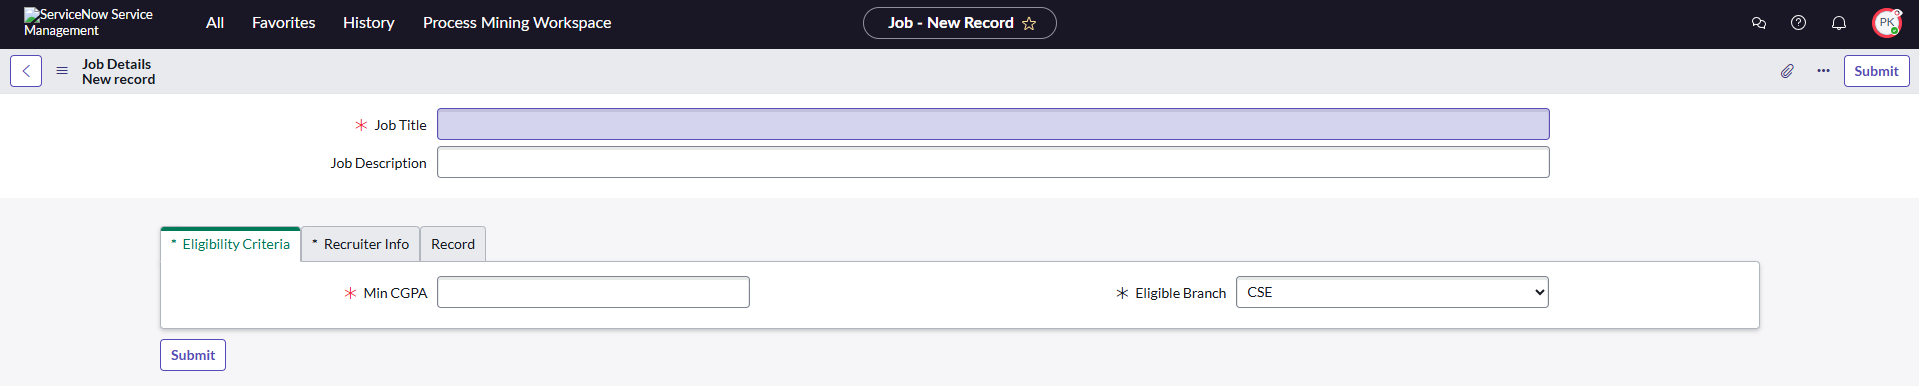 ServiceNow Service Management
All
Favorites
History
Process Mining Workspace
Job - New Record
PK
Job Details
New record
Submit
* Job Title
Job Description
* Eligibility Criteria
* Recruiter Info
Record
* Min CGPA
* Eligible Branch
CSE
Submit